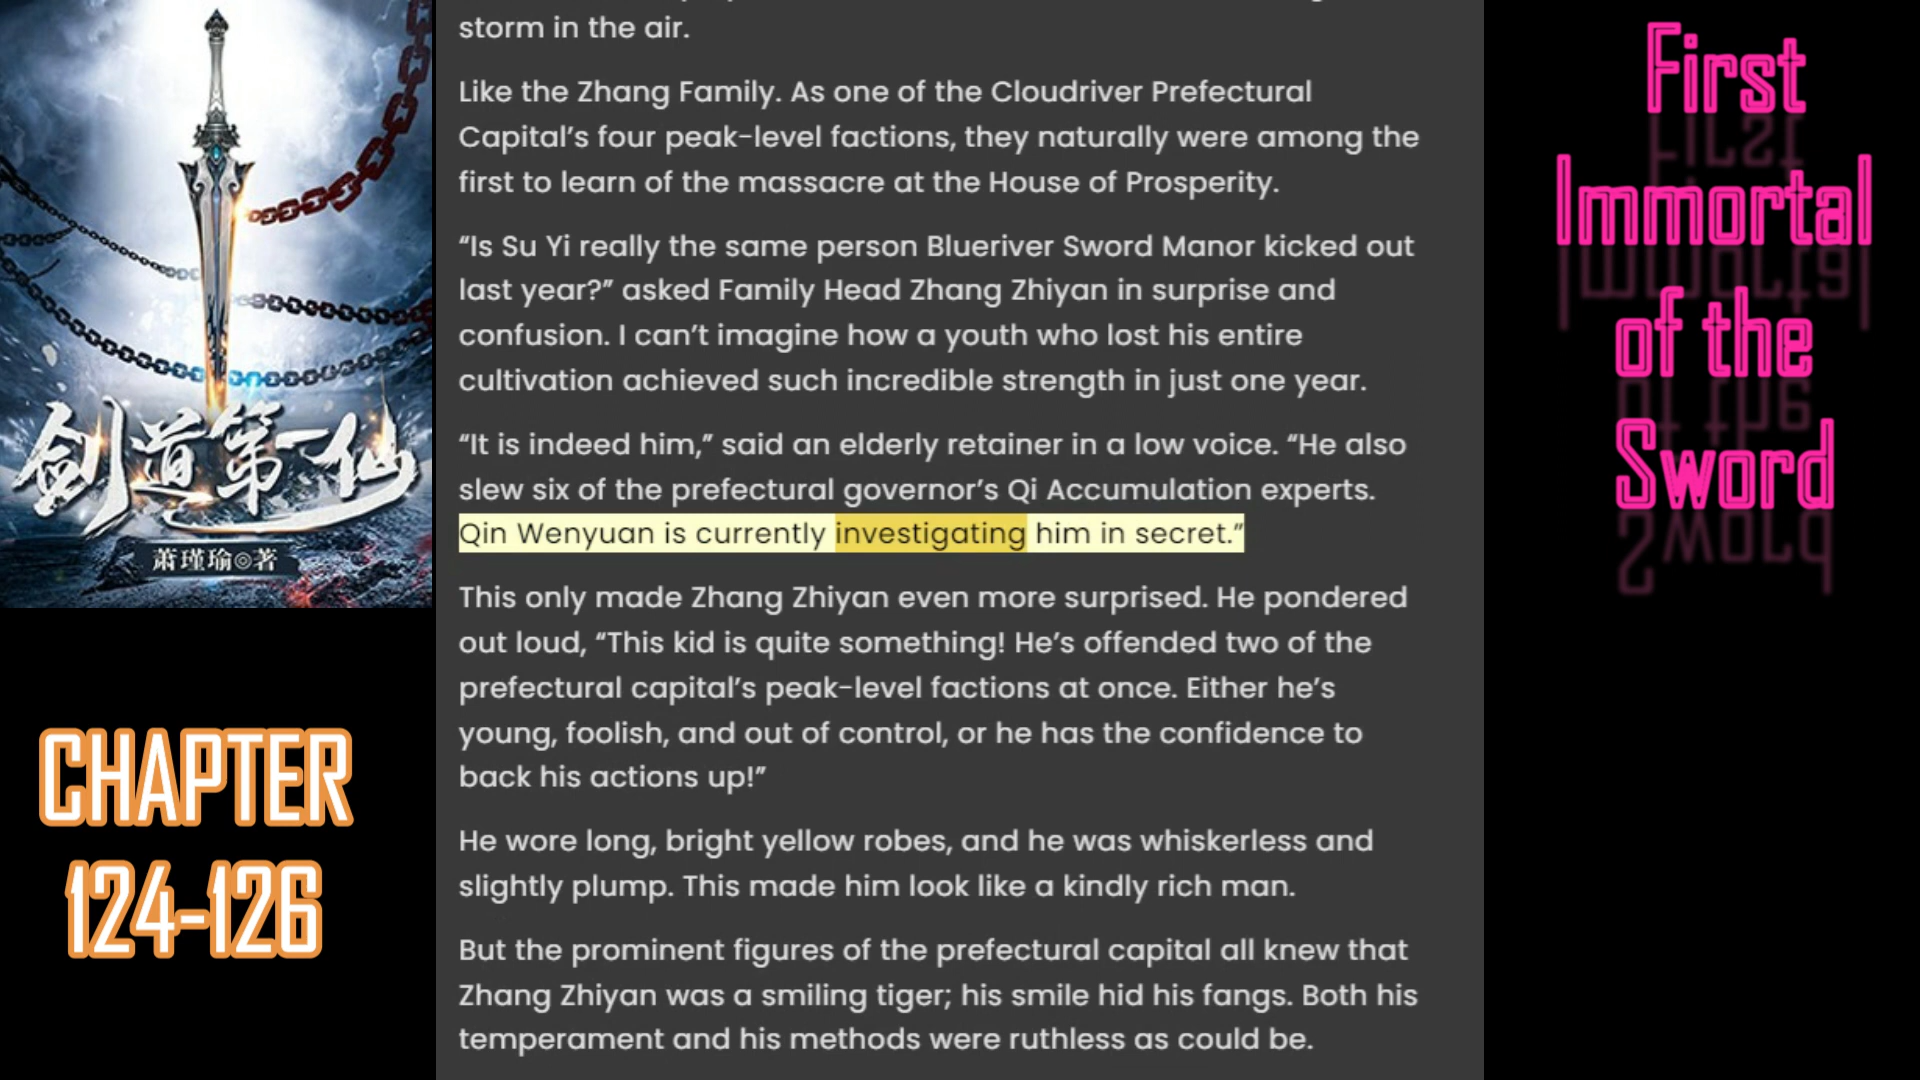 剑道第一仙
萧瑾瑜◎著
CHAPTER
124-126
storm in the air.
Like the Zhang Family. As one of the Cloudriver Prefectural
Capital’s four peak-level factions, they naturally were among the
first to learn of the massacre at the House of Prosperity.
“Is Su Yi really the same person Blueriver Sword Manor kicked out
last year?” asked Family Head Zhang Zhiyan in surprise and
confusion. I can’t imagine how a youth who lost his entire
cultivation achieved such incredible strength in just one year.
“It is indeed him,” said an elderly retainer in a low voice. “He also
slew six of the prefectural governor’s Qi Accumulation experts.
Qin Wenyuan is currently investigating him in secret.”
This only made Zhang Zhiyan even more surprised. He pondered
out loud, “This kid is quite something! He’s offended two of the
prefectural capital’s peak-level factions at once. Either he’s
young, foolish, and out of control, or he has the confidence to
back his actions up!”
He wore long, bright yellow robes, and he was whiskerless and
slightly plump. This made him look like a kindly rich man.
But the prominent figures of the prefectural capital all knew that
Zhang Zhiyan was a smiling tiger; his smile hid his fangs. Both his
temperament and his methods were ruthless as could be.
First
Immortal
of the
Sword